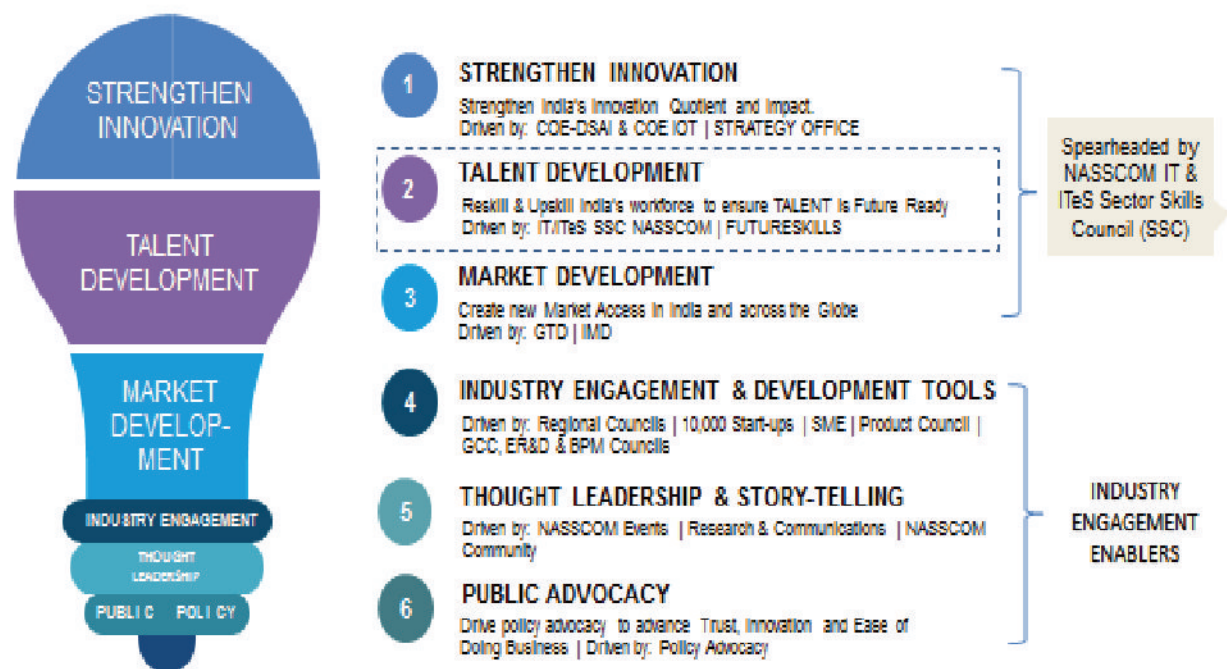 STRENGTHEN
INNOVATION
TALENT
DEVELOPMENT
MARKET
DEVELOP-
MENT
INDUSTRY ENGAGEMENT
THOUGHT
LEADERSHIP
PUBLIC POLICY
1
STRENGTHEN INNOVATION
Strengthen India's Innovation Quotient and Impact.
Driven by: COE-DSAI & COE IOT | STRATEGY OFFICE
2
TALENT DEVELOPMENT
Reskill & Upskill India's workforce to ensure TALENT is Future Ready
Driven by: IT/ITeS SSC NASSCOM | FUTURESKILLS
3
MARKET DEVELOPMENT
Create new Market Access in India and across the Globe
Driven by: GTD | IMD
Spearheaded by
NASSCOM IT &
ITeS Sector Skills
Council (SSC)
4
INDUSTRY ENGAGEMENT & DEVELOPMENT TOOLS
Driven by: Regional Councils | 10,000 Start-ups | SME | Product Council |
GCC, ER&D & BPM Councils
5
THOUGHT LEADERSHIP & STORY-TELLING
Driven by: NASSCOM Events | Research & Communications | NASSCOM
Community
6
PUBLIC ADVOCACY
Drive policy advocacy to advance Trust, Innovation and Ease of
Doing Business | Driven by: Policy Advocacy
INDUSTRY
ENGAGEMENT
ENABLERS